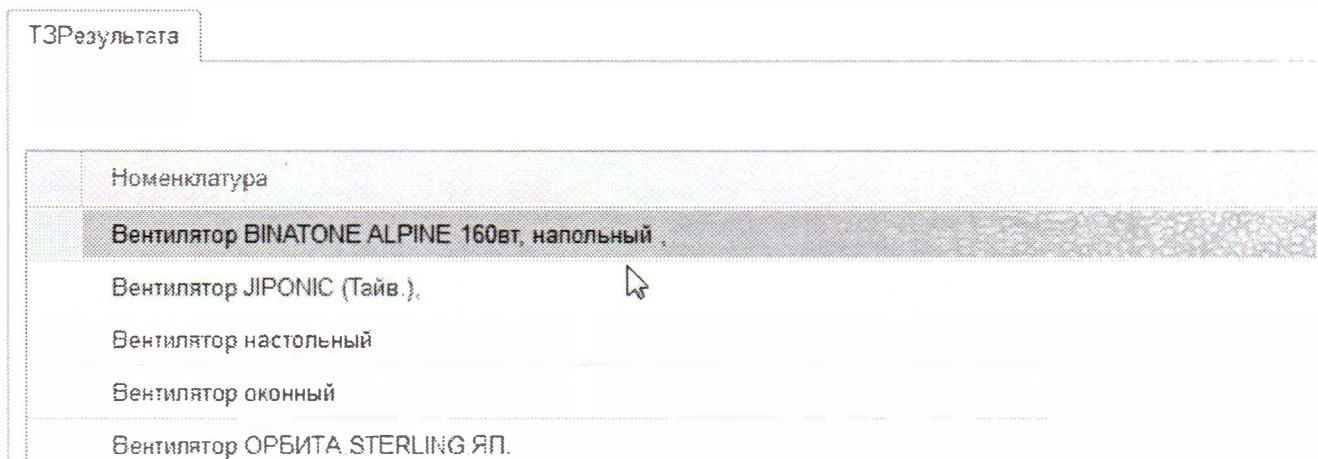 ТЗРезультата
Номенклатура
Вентилятор BINATONE ALPINE 160вт, напольный ,
Вентилятор JIPONIC (Тайв.),
Вентилятор настольный
Вентилятор оконный
Вентилятор ОРБИТА,STERLING,ЯП.